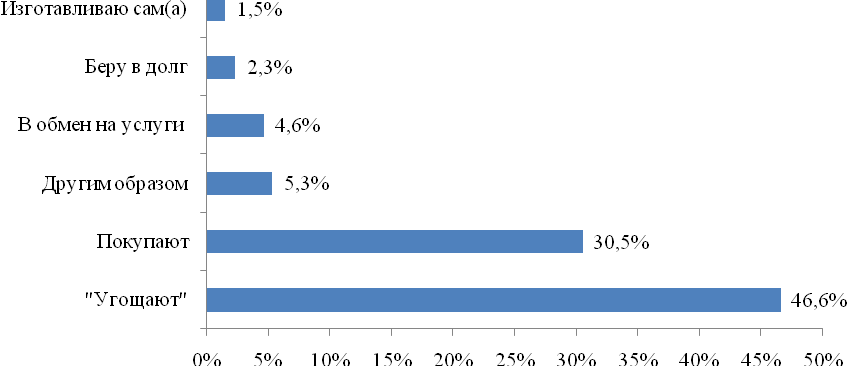 Изготавливаю сам(а) 1,5%
Беру в долг 2,3%
В обмен на услуги 4,6%
Другим образом 5,3%
Покупают 30,5%
"Угощают" 46,6%
0% 5% 10% 15% 20% 25% 30% 35% 40% 45% 50%